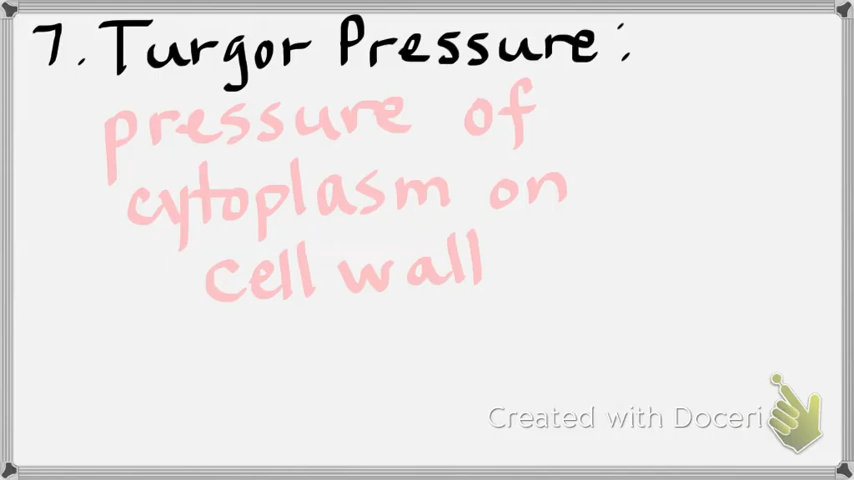 7. Turgor Pressure:
pressure of
cytoplasm on
cell wall
Created with Doceri